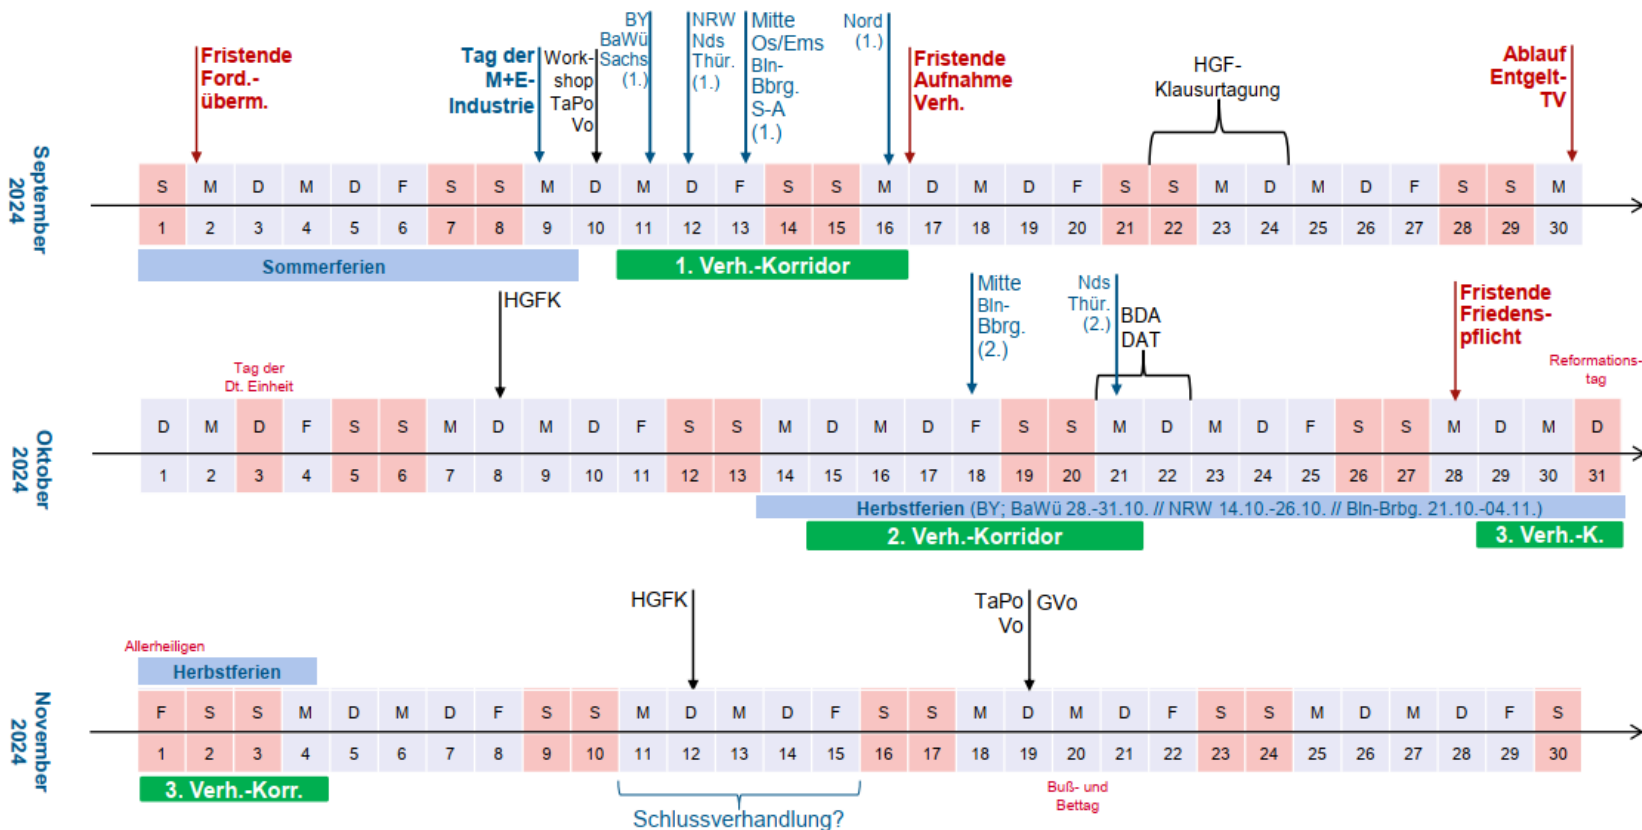 September
2024
Fristende
Ford.-
überm.
Tag der
M+E-
Industrie
Work-
shop
TaPo
Vo
BY
BaWü
Sachs
(1.)
NRW
Nds
Thür.
(1.)
Mitte
Os/Ems
Bln-
Bbrg.
S-A
(1.)
Nord
(1.)
Fristende
Aufnahme
Verh.
HGF-
Klausurtagung
Ablauf
Entgelt-
TV
S M D M D F S S M D M D F S S M D M D F S S M D M D F S S M
1 2 3 4 5 6 7 8 9 10 11 12 13 14 15 16 17 18 19 20 21 22 23 24 25 26 27 28 29 30
Sommerferien
1. Verh.-Korridor
Oktober
2024
Tag der
Dt. Einheit
HGFK
Mitte
Bln-
Bbrg.
(2.)
Nds
Thür.
(2.)
BDA
DAT
Fristende
Friedens-
pflicht
Reformations-
tag
D M D F S S M D M D F S S M D M D F S S M D M D F S S M D M D
1 2 3 4 5 6 7 8 9 10 11 12 13 14 15 16 17 18 19 20 21 22 23 24 25 26 27 28 29 30 31
Herbstferien (BY; BaWü 28.-31.10. // NRW 14.10.-26.10. // Bln-Brbg. 21.10.-04.11.)
2. Verh.-Korridor
3. Verh.-K.
November
2024
Allerheiligen
Herbstferien
HGFK
TaPo
Vo
GVo
F S S M D M D F S S M D M D F S S M D M D F S S M D M D F S
1 2 3 4 5 6 7 8 9 10 11 12 13 14 15 16 17 18 19 20 21 22 23 24 25 26 27 28 29 30
3. Verh.-Korr.
Schlussverhandlung?
Buß- und
Bettag